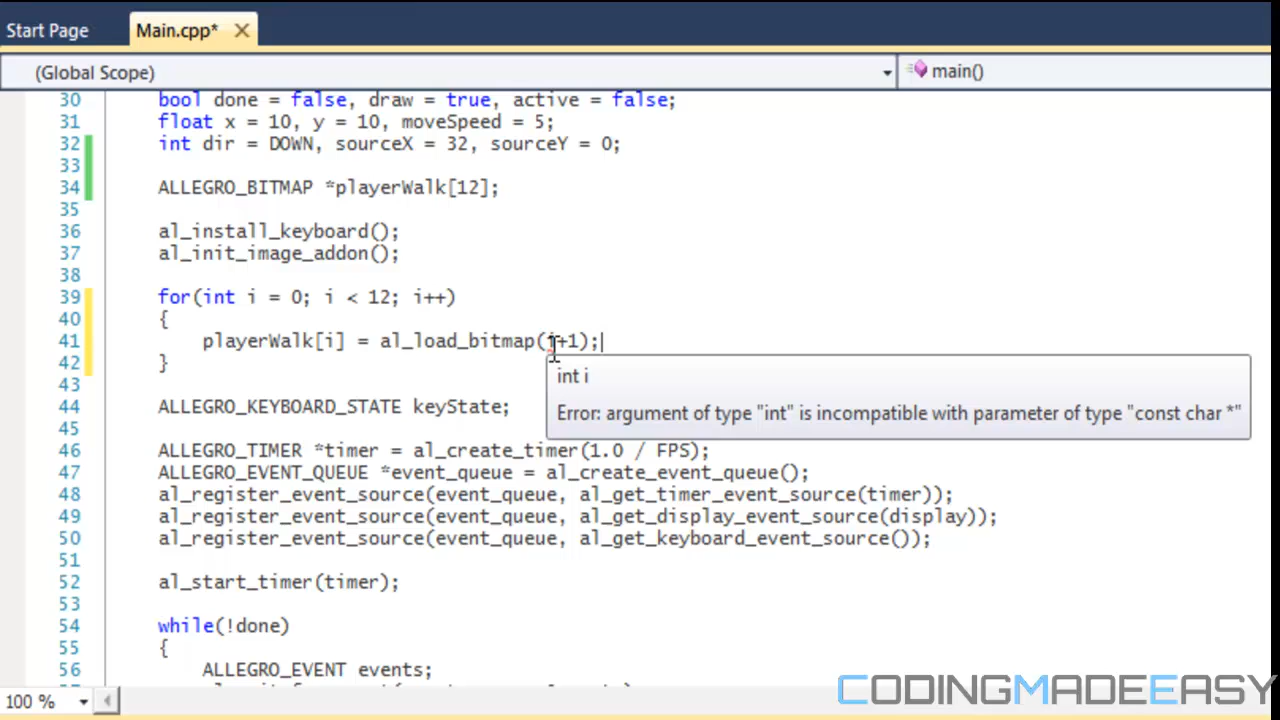 Start Page
Main.cpp*
(Global Scope)
main()
30 bool done = false, draw = true, active = false;
31 float x = 10, y = 10, moveSpeed = 5;
32 int dir = DOWN, sourceX = 32, sourceY = 0;
33
34 ALLEGRO_BITMAP *playerWalk[12];
35
36 al_install_keyboard();
37 al_init_image_addon();
38
39 for(int i = 0; i < 12; i++)
40 {
41 playerWalk[i] = al_load_bitmap(i+1);
42 }
int i
43
Error: argument of type "int" is incompatible with parameter of type "const char *"
44 ALLEGRO_KEYBOARD_STATE keyState;
45
46 ALLEGRO_TIMER *timer = al_create_timer(1.0 / FPS);
47 ALLEGRO_EVENT_QUEUE *event_queue = al_create_event_queue();
48 al_register_event_source(event_queue, al_get_timer_event_source(timer));
49 al_register_event_source(event_queue, al_get_display_event_source(display));
50 al_register_event_source(event_queue, al_get_keyboard_event_source());
51
52 al_start_timer(timer);
53
54 while(!done)
55 {
56 ALLEGRO_EVENT events;
100 %
CODINGMADEEASY